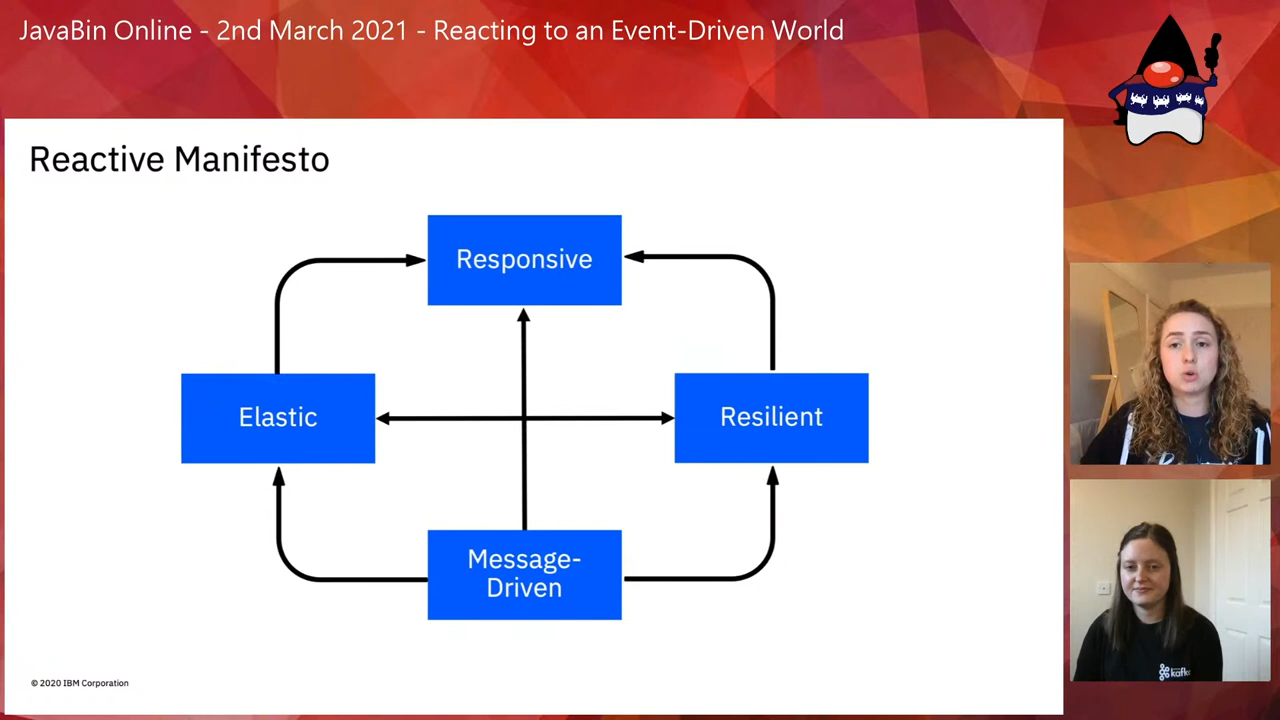 JavaBin Online - 2nd March 2021 - Reacting to an Event-Driven World
Reactive Manifesto
Responsive
Elastic
Resilient
Message-
Driven
© 2020 IBM Corporation
kafka